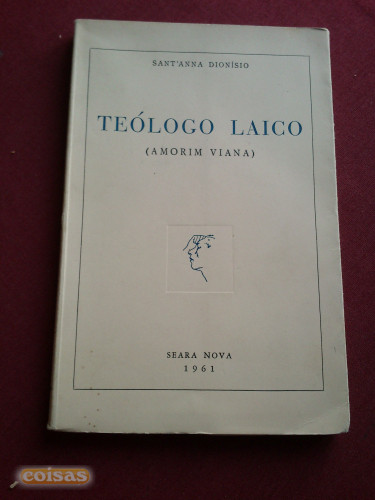 SANT'ANNA DIONÍSIO
TEÓLOGO LAICO
(AMORIM VIANA)
SEARA NOVA
1961
coisas